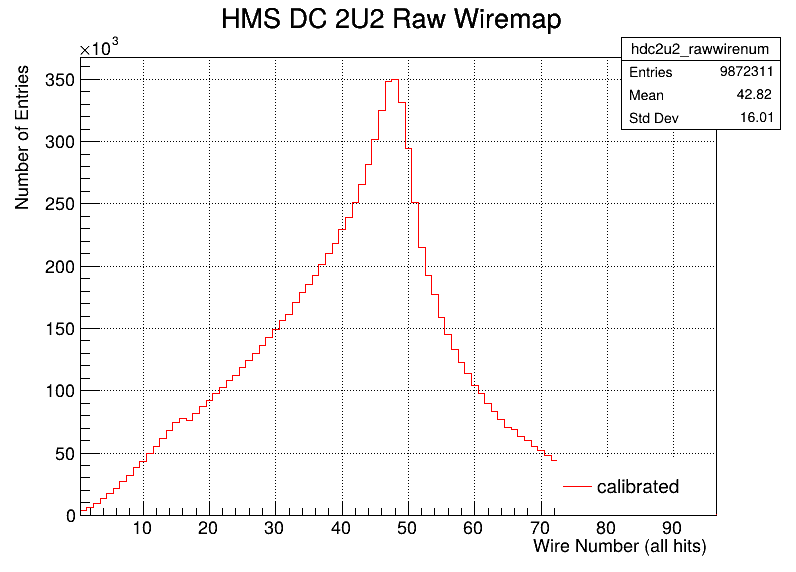 HMS DC 2U2 Raw Wiremap
×10³
hdc2u2_rawwirenum
Entries 9872311
Mean 42.82
Std Dev 16.01
Number of Entries
350
300
250
200
150
100
50
0
10 20 30 40 50 60 70 80 90
calibrated
Wire Number (all hits)